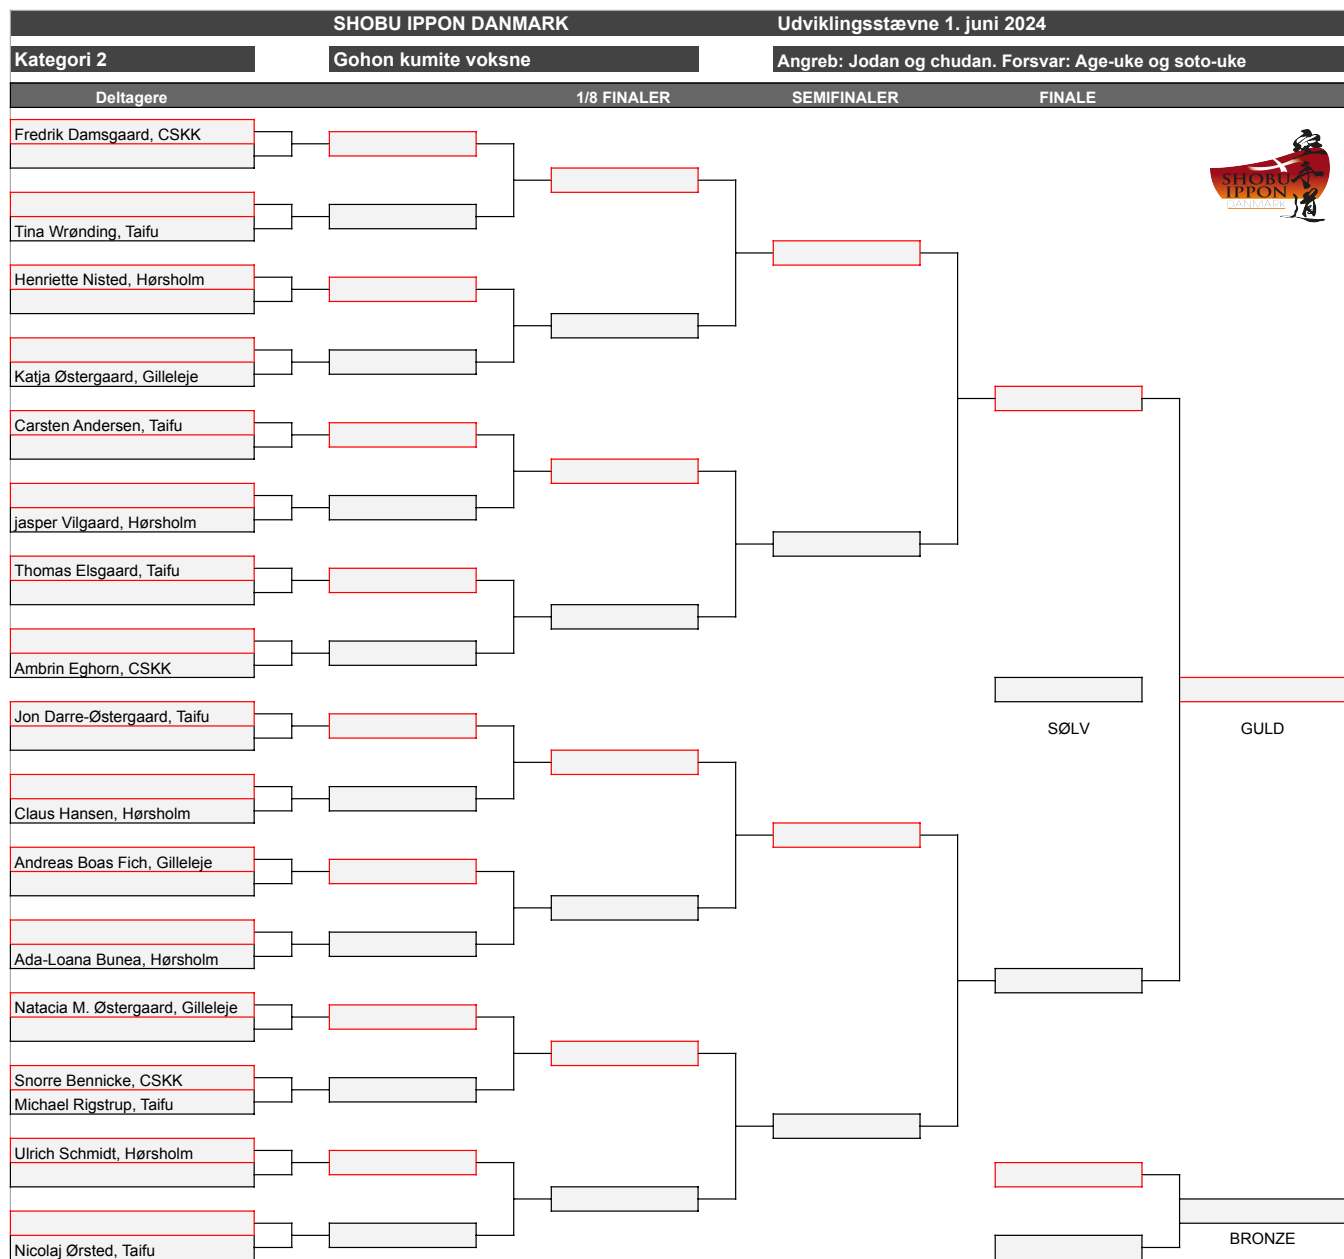 SHOBU IPPON DANMARK Udviklingsstævne 1. juni 2024
Kategori 2 Gohon kumite voksne Angreb: Jodan og chudan. Forsvar: Age-uke og soto-uke
Deltagere 1/8 FINALER SEMIFINALER FINALE
Fredrik Damsgaard, CSKK
SHOBU
IPPON
DANMARK
空手道
Tina Wrønding, Taifu
Henriette Nisted, Hørsholm
Katja Østergaard, Gilleleje
Carsten Andersen, Taifu
jasper Vilgaard, Hørsholm
Thomas Elsgaard, Taifu
Ambrin Eghorn, CSKK
Jon Darre-Østergaard, Taifu
SØLV GULD
Claus Hansen, Hørsholm
Andreas Boas Fich, Gilleleje
Ada-Loana Bunea, Hørsholm
Natacia M. Østergaard, Gilleleje
Snorre Bennicke, CSKK
Michael Rigstrup, Taifu
Ulrich Schmidt, Hørsholm
BRONZE
Nicolaj Ørsted, Taifu